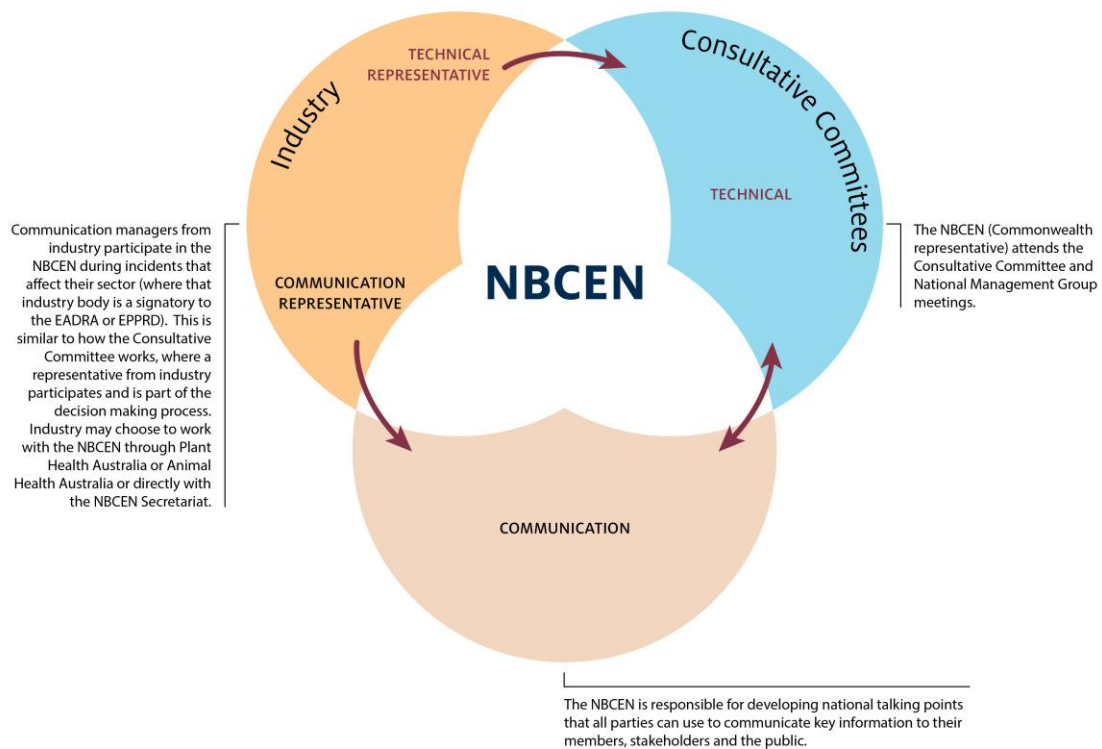 TECHNICAL
REPRESENTATIVE
Industry
Consultative Committees
TECHNICAL
COMMUNICATION
REPRESENTATIVE
NBCEN
COMMUNICATION
Communication managers from
industry participate in the
NBCEN during incidents that
affect their sector (where that
industry body is a signatory to
the EADRA or EPPRD). This is
similar to how the Consultative
Committee works, where a
representative from industry
participates and is part of the
decision making process.
Industry may choose to work
with the NBCEN through Plant
Health Australia or Animal
Health Australia or directly with
the NBCEN Secretariat.
The NBCEN (Commonwealth
representative) attends the
Consultative Committee and
National Management Group
meetings.
The NBCEN is responsible for developing national talking points
that all parties can use to communicate key information to their
members, stakeholders and the public.